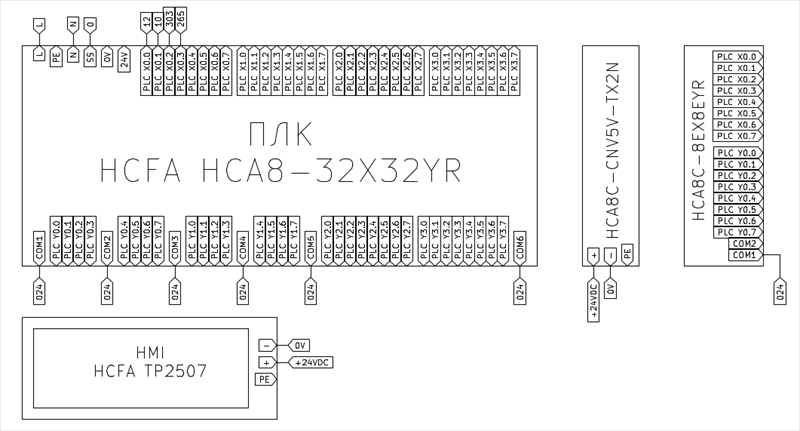 L
N
0
12
10
303
265
L
PE
N
SS
0V
24V
PLC X0.0
PLC X0.1
PLC X0.2
PLC X0.3
PLC X0.4
PLC X0.5
PLC X0.6
PLC X0.7
PLC X1.0
PLC X1.1
PLC X1.2
PLC X1.3
PLC X1.4
PLC X1.5
PLC X1.6
PLC X1.7
PLC X2.0
PLC X2.1
PLC X2.2
PLC X2.3
PLC X2.4
PLC X2.5
PLC X2.6
PLC X2.7
PLC X3.0
PLC X3.1
PLC X3.2
PLC X3.3
PLC X3.4
PLC X3.5
PLC X3.6
PLC X3.7
ПЛК
HCFA HCA8-32X32YR
COM1
PLC Y0.0
PLC Y0.1
PLC Y0.2
PLC Y0.3
COM2
PLC Y0.4
PLC Y0.5
PLC Y0.6
PLC Y0.7
COM3
PLC Y1.0
PLC Y1.1
PLC Y1.2
PLC Y1.3
COM4
PLC Y1.4
PLC Y1.5
PLC Y1.6
PLC Y1.7
COM5
PLC Y2.0
PLC Y2.1
PLC Y2.2
PLC Y2.3
PLC Y2.4
PLC Y2.5
PLC Y2.6
PLC Y2.7
PLC Y3.0
PLC Y3.1
PLC Y3.2
PLC Y3.3
PLC Y3.4
PLC Y3.5
PLC Y3.6
PLC Y3.7
COM6
024
024
024
024
024
024
HMI
HCFA TP2507
-
0V
+
+24VDC
PE
HCA8C-CNV5V-TX2N
+
-
PE
+24VDC
0V
HCA8C-8EX8EYR
PLC X0.0
PLC X0.1
PLC X0.2
PLC X0.3
PLC X0.4
PLC X0.5
PLC X0.6
PLC X0.7
PLC Y0.0
PLC Y0.1
PLC Y0.2
PLC Y0.3
PLC Y0.4
PLC Y0.5
PLC Y0.6
PLC Y0.7
COM2
COM1
024